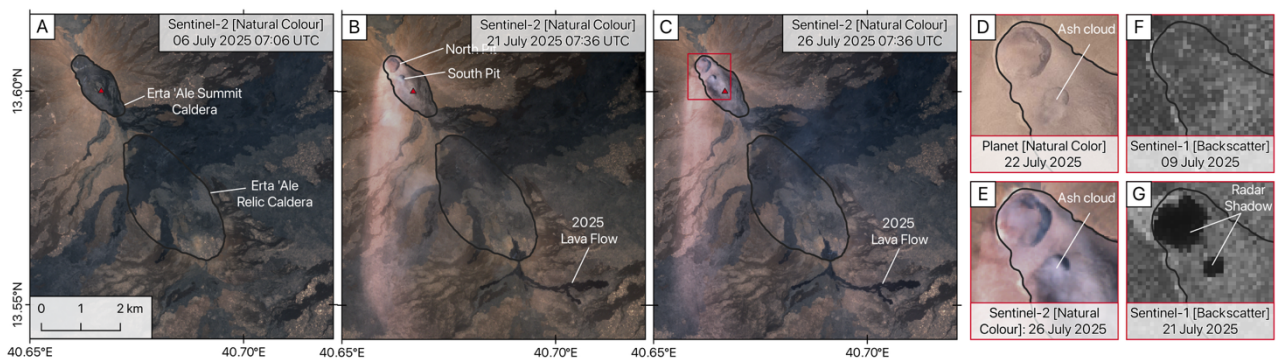 A
Sentinel-2 [Natural Colour]
06 July 2025 07:06 UTC
Erta 'Ale Summit
Caldera
Erta 'Ale
Relic Caldera
0 1 2 km
13.60°N
13.55°N
40.65°E
40.70°E
B
Sentinel-2 [Natural Colour]
21 July 2025 07:36 UTC
North Pit
South Pit
2025
Lava Flow
40.65°E
40.70°E
C
Sentinel-2 [Natural Colour]
26 July 2025 07:36 UTC
2025
Lava Flow
40.65°E
40.70°E
D
Ash cloud
Planet [Natural Color]
22 July 2025
E
Ash cloud
Sentinel-2 [Natural
Colour]: 26 July 2025
F
Sentinel-1 [Backscatter]
09 July 2025
G
Radar
Shadow
Sentinel-1 [Backscatter]
21 July 2025